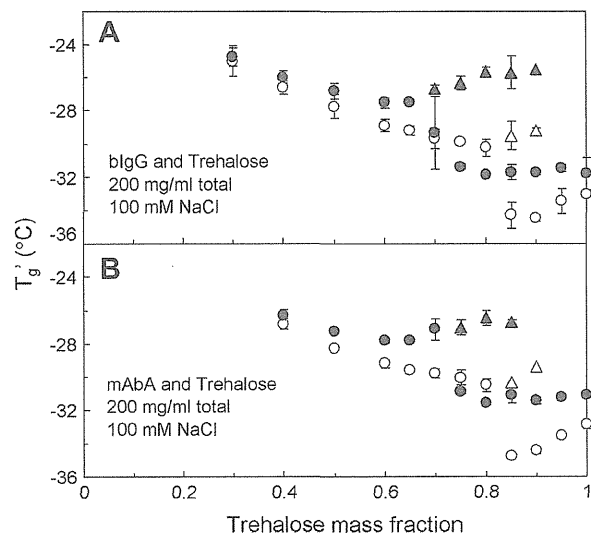 A
-24
-28
-32
-36
bIgG and Trehalose
200 mg/ml total
100 mM NaCl
Tg' (°C)
B
-24
-28
-32
-36
mAbA and Trehalose
200 mg/ml total
100 mM NaCl
0
0.2
0.4
0.6
0.8
1
Trehalose mass fraction